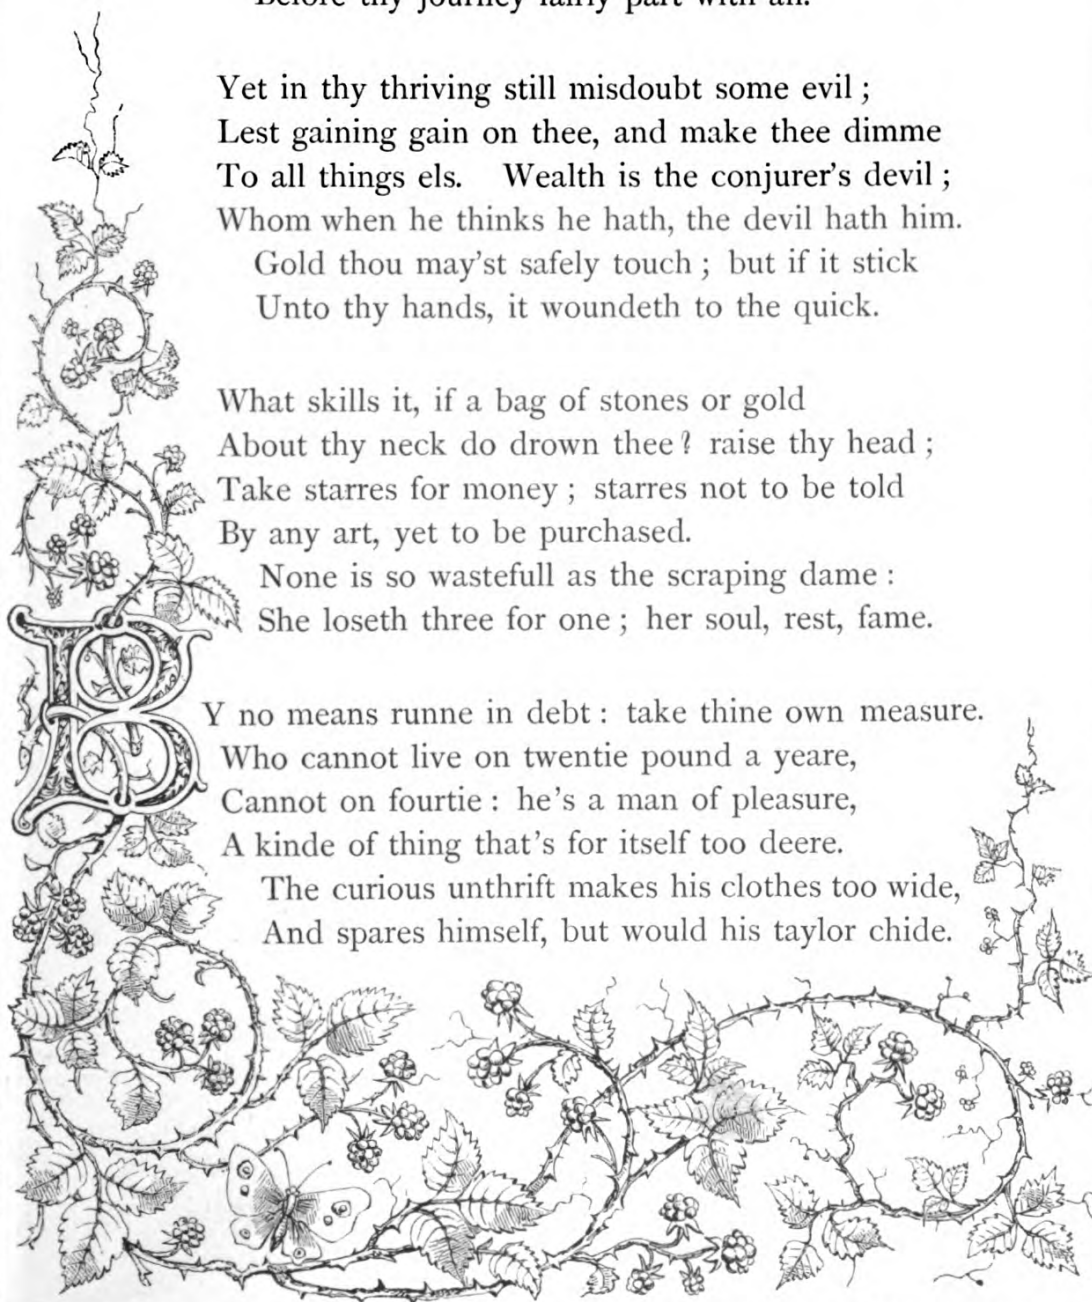 Before thy journey fairly part with all.
Yet in thy thriving still misdoubt some evil ;
Lest gaining gain on thee, and make thee dimme
To all things els. Wealth is the conjurer's devil ;
Whom when he thinks he hath, the devil hath him.
Gold thou may'st safely touch ; but if it stick
Unto thy hands, it woundeth to the quick.
What skills it, if a bag of stones or gold
About thy neck do drown thee? raise thy head ;
Take starres for money ; starres not to be told
By any art, yet to be purchased.
None is so wastefull as the scraping dame :
She loseth three for one ; her soul, rest, fame.
BY no means runne in debt : take thine own measure.
Who cannot live on twentie pound a yeare,
Cannot on fourtie : he's a man of pleasure,
A kinde of thing that's for itself too deere.
The curious unthrift makes his clothes too wide,
And spares himself, but would his taylor chide.